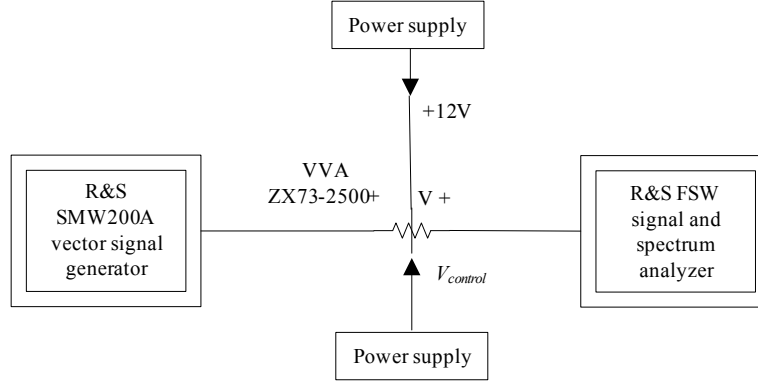 Power supply
+12V
VVA
ZX73-2500+
V +
R&S
SMW200A
vector signal
generator
R&S FSW
signal and
spectrum
analyzer
Vcontrol
Power supply